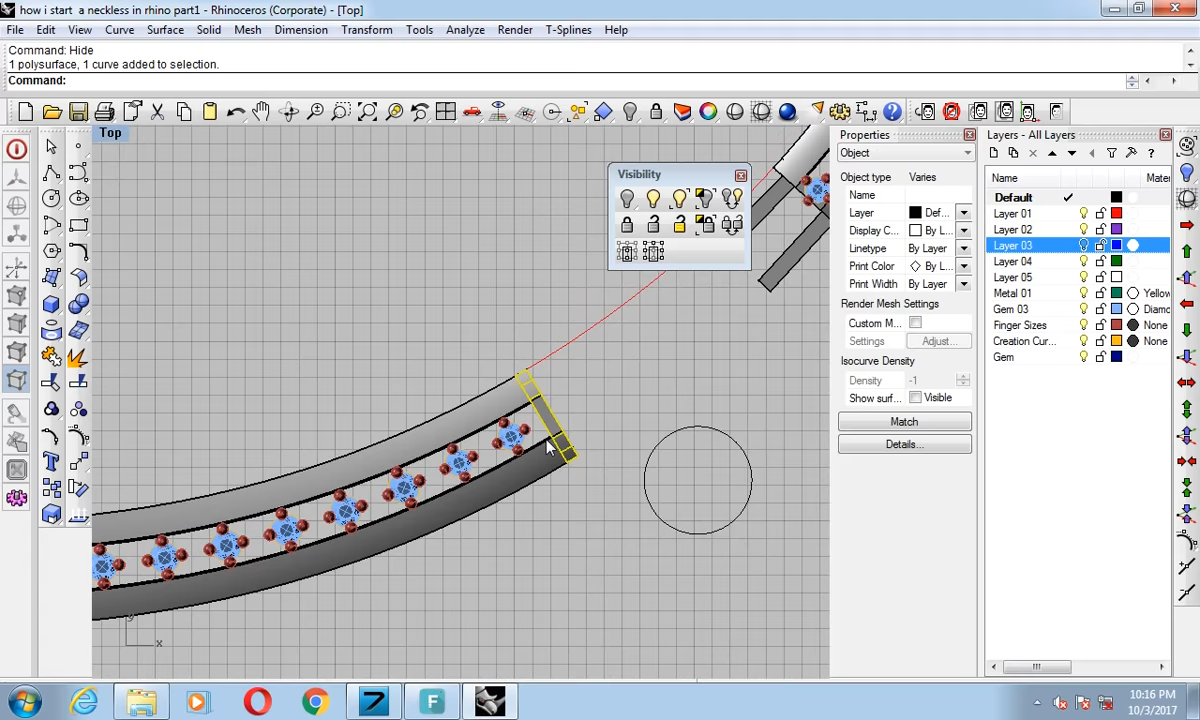 how i start  a neckless in rhino part1 - Rhinoceros (Corporate) - [Top]
File Edit View Curve Surface Solid Mesh Dimension Transform Tools Analyze Render T-Splines Help
Command: Hide
1 polysurface, 1 curve added to selection.
Command:
Top
Visibility
Properties
Object
Object type Varies
Name
Layer Def...
Display C... By L...
Linetype By Layer
Print Color By L...
Print Width By Layer
Render Mesh Settings
Custom M...
Settings Adjust...
Isocurve Density
Density -1
Show surf... Visible
Match
Details...
Layers - All Layers
Name Mater
Default
Layer 01
Layer 02
Layer 03
Layer 04
Layer 05
Metal 01 Yellow
Gem 03 Diamo
Finger Sizes None
Creation Cur... None
Gem
y
x
10:16 PM
10/3/2017